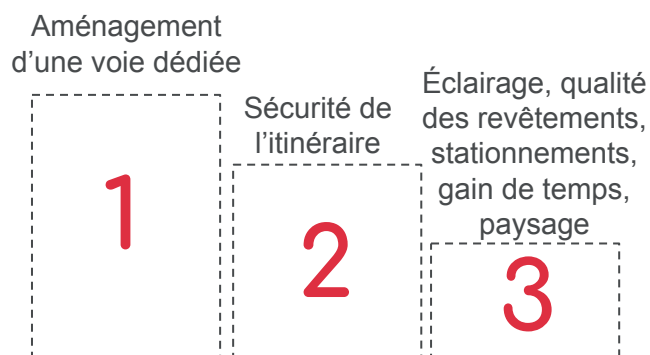 Aménagement
d'une voie dédiée
1
Sécurité de
l'itinéraire
2
Éclairage, qualité
des revêtements,
stationnements,
gain de temps,
paysage
3